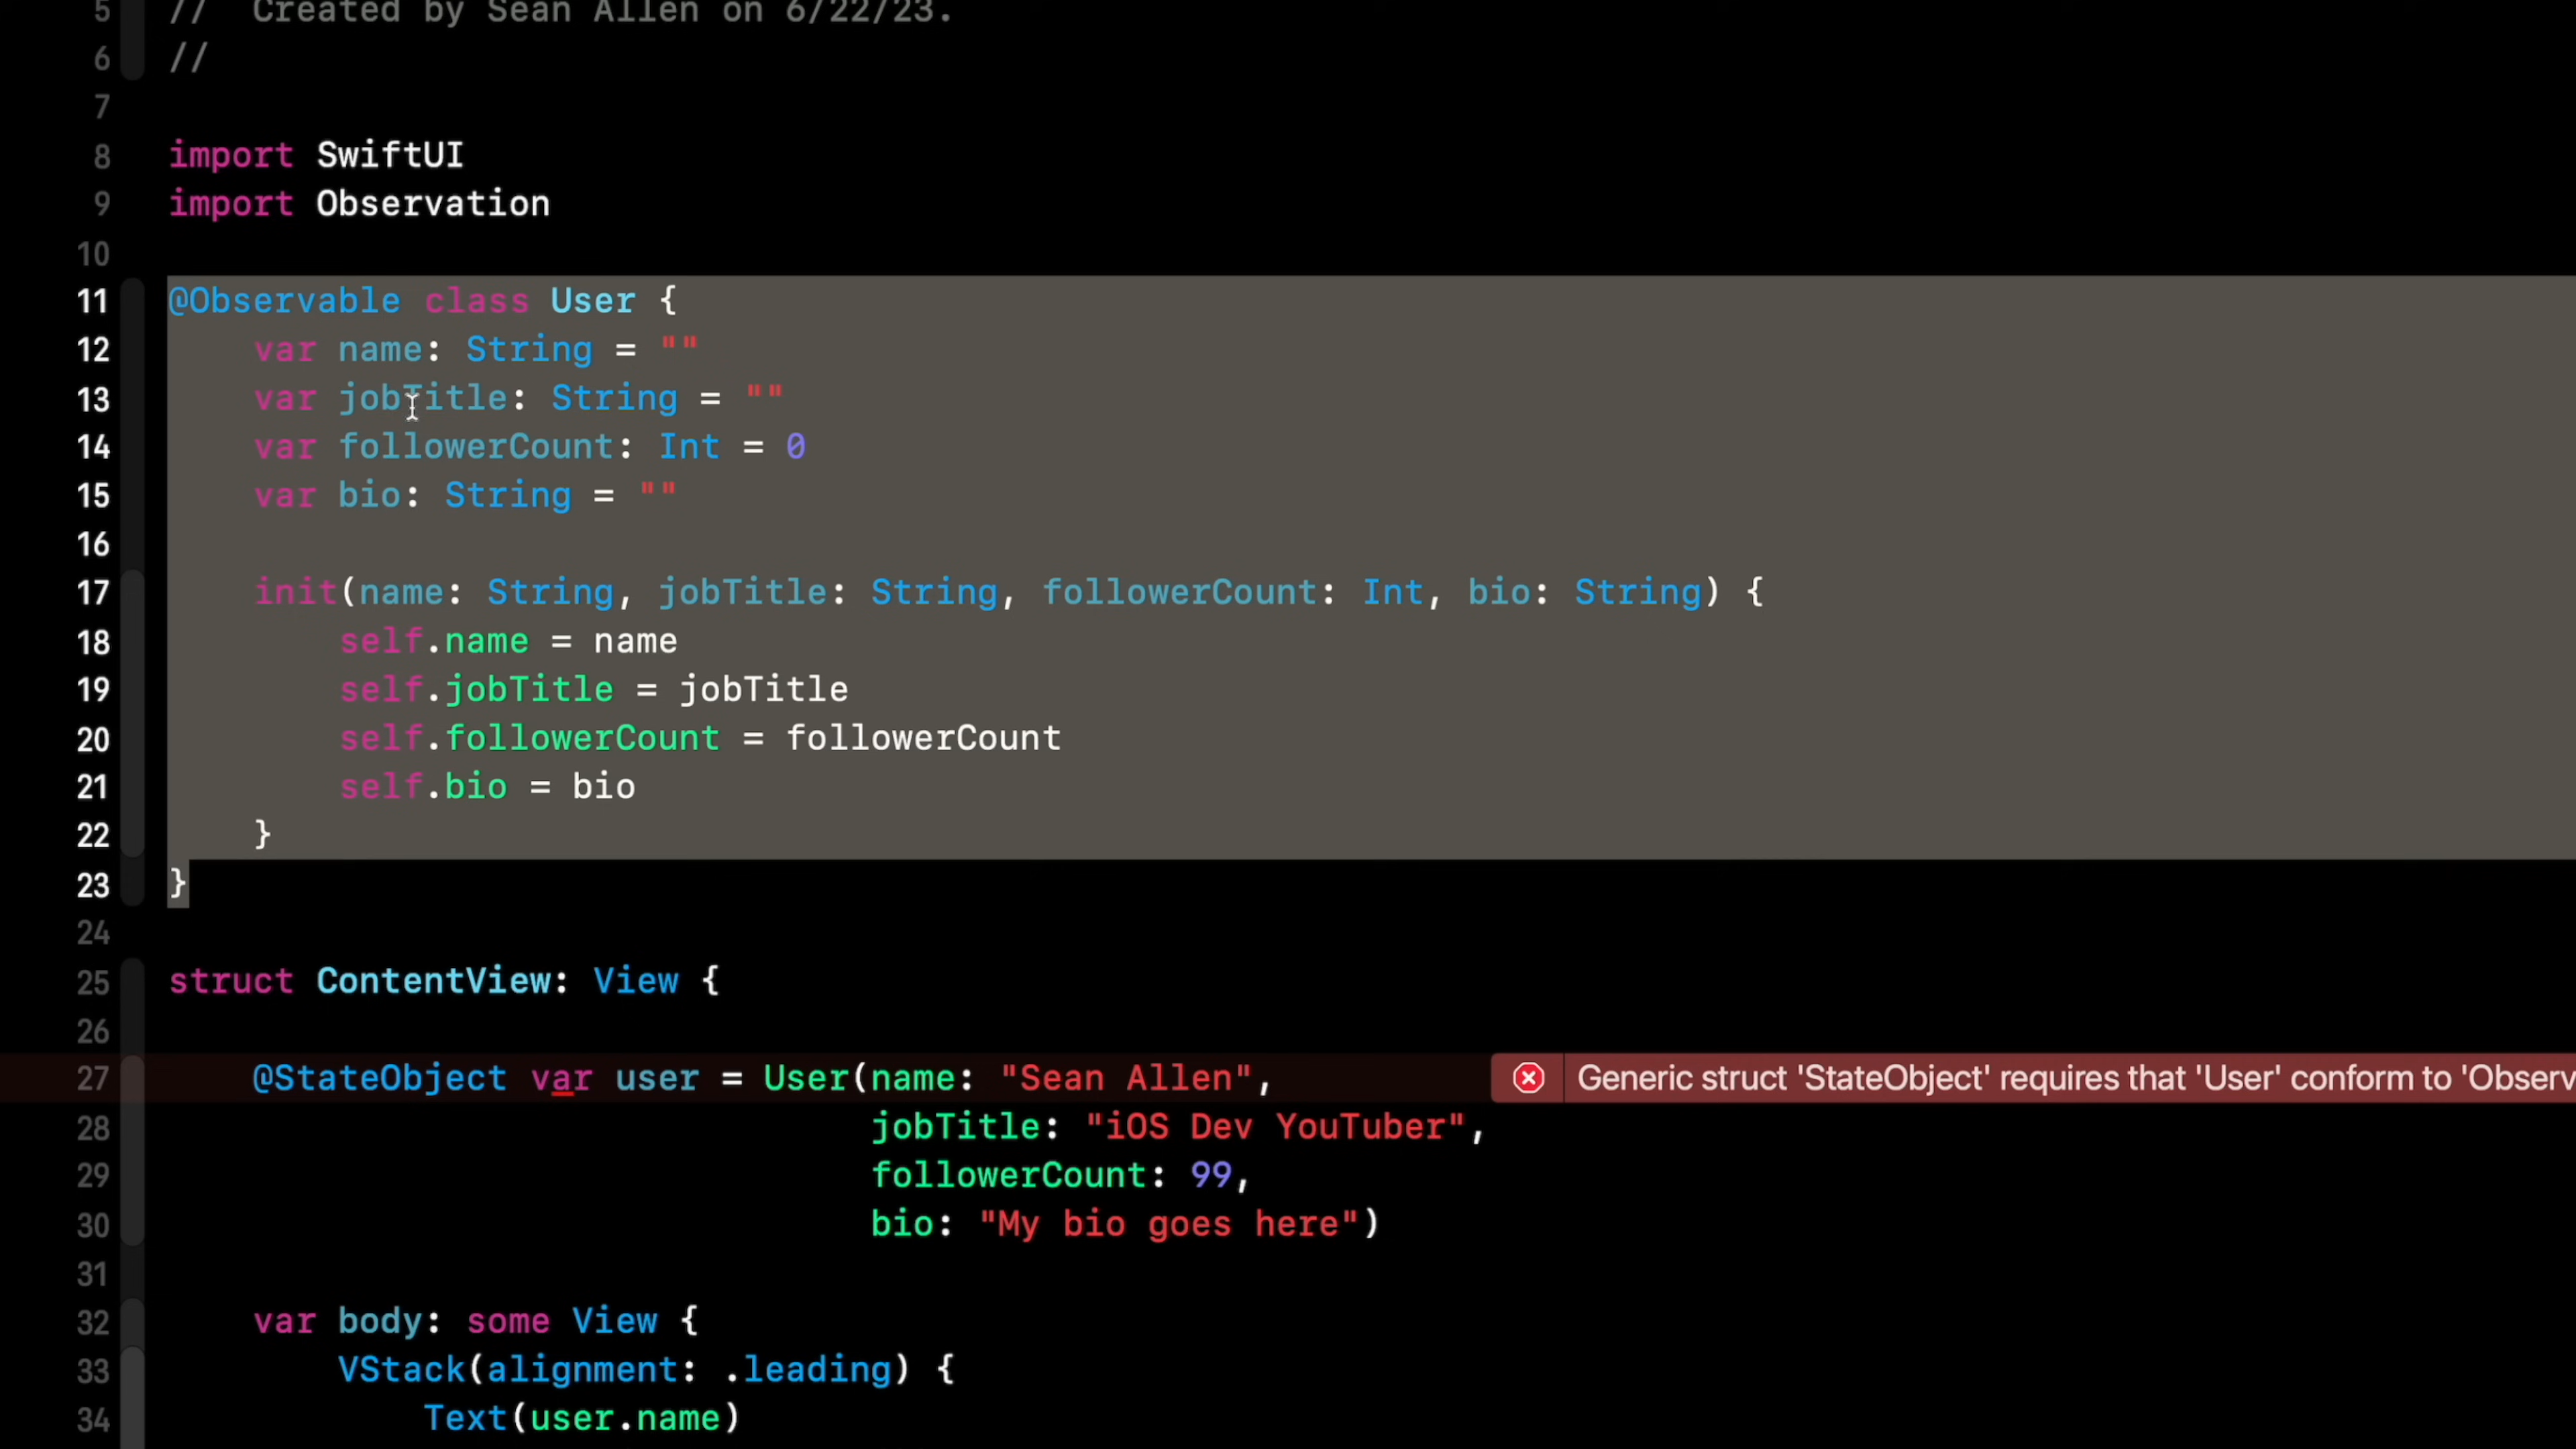 5 // Created by Sean Allen on 6/22/23.
6 //
7
8 import SwiftUI
9 import Observation
10
11 @Observable class User {
12 var name: String = ""
13 var jobTitle: String = ""
14 var followerCount: Int = 0
15 var bio: String = ""
16
17 init(name: String, jobTitle: String, followerCount: Int, bio: String) {
18 self.name = name
19 self.jobTitle = jobTitle
20 self.followerCount = followerCount
21 self.bio = bio
22 }
23 }
24
25 struct ContentView: View {
26
27 @StateObject var user = User(name: "Sean Allen", Generic struct 'StateObject' requires that 'User' conform to 'Observ
28 jobTitle: "iOS Dev YouTuber",
29 followerCount: 99,
30 bio: "My bio goes here")
31
32 var body: some View {
33 VStack(alignment: .leading) {
34 Text(user.name)